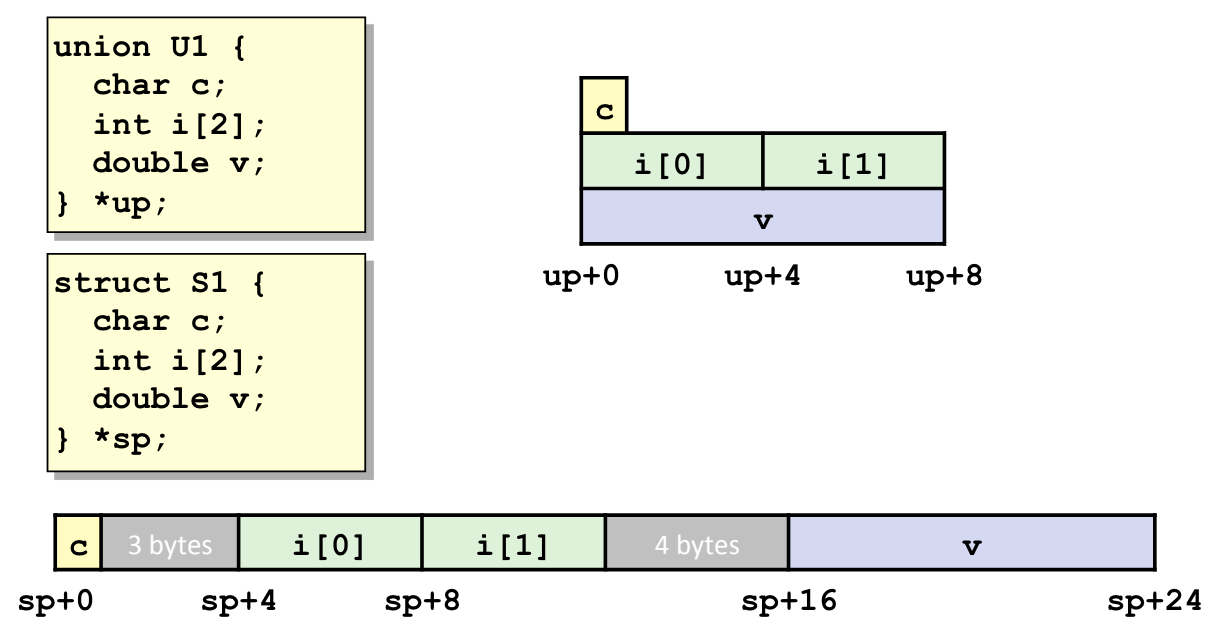 union U1 {
  char c;
  int i[2];
  double v;
} *up;
c
i[0] i[1]
v
up+0 up+4 up+8
struct S1 {
  char c;
  int i[2];
  double v;
} *sp;
c 3 bytes i[0] i[1] 4 bytes v
sp+0 sp+4 sp+8 sp+16 sp+24